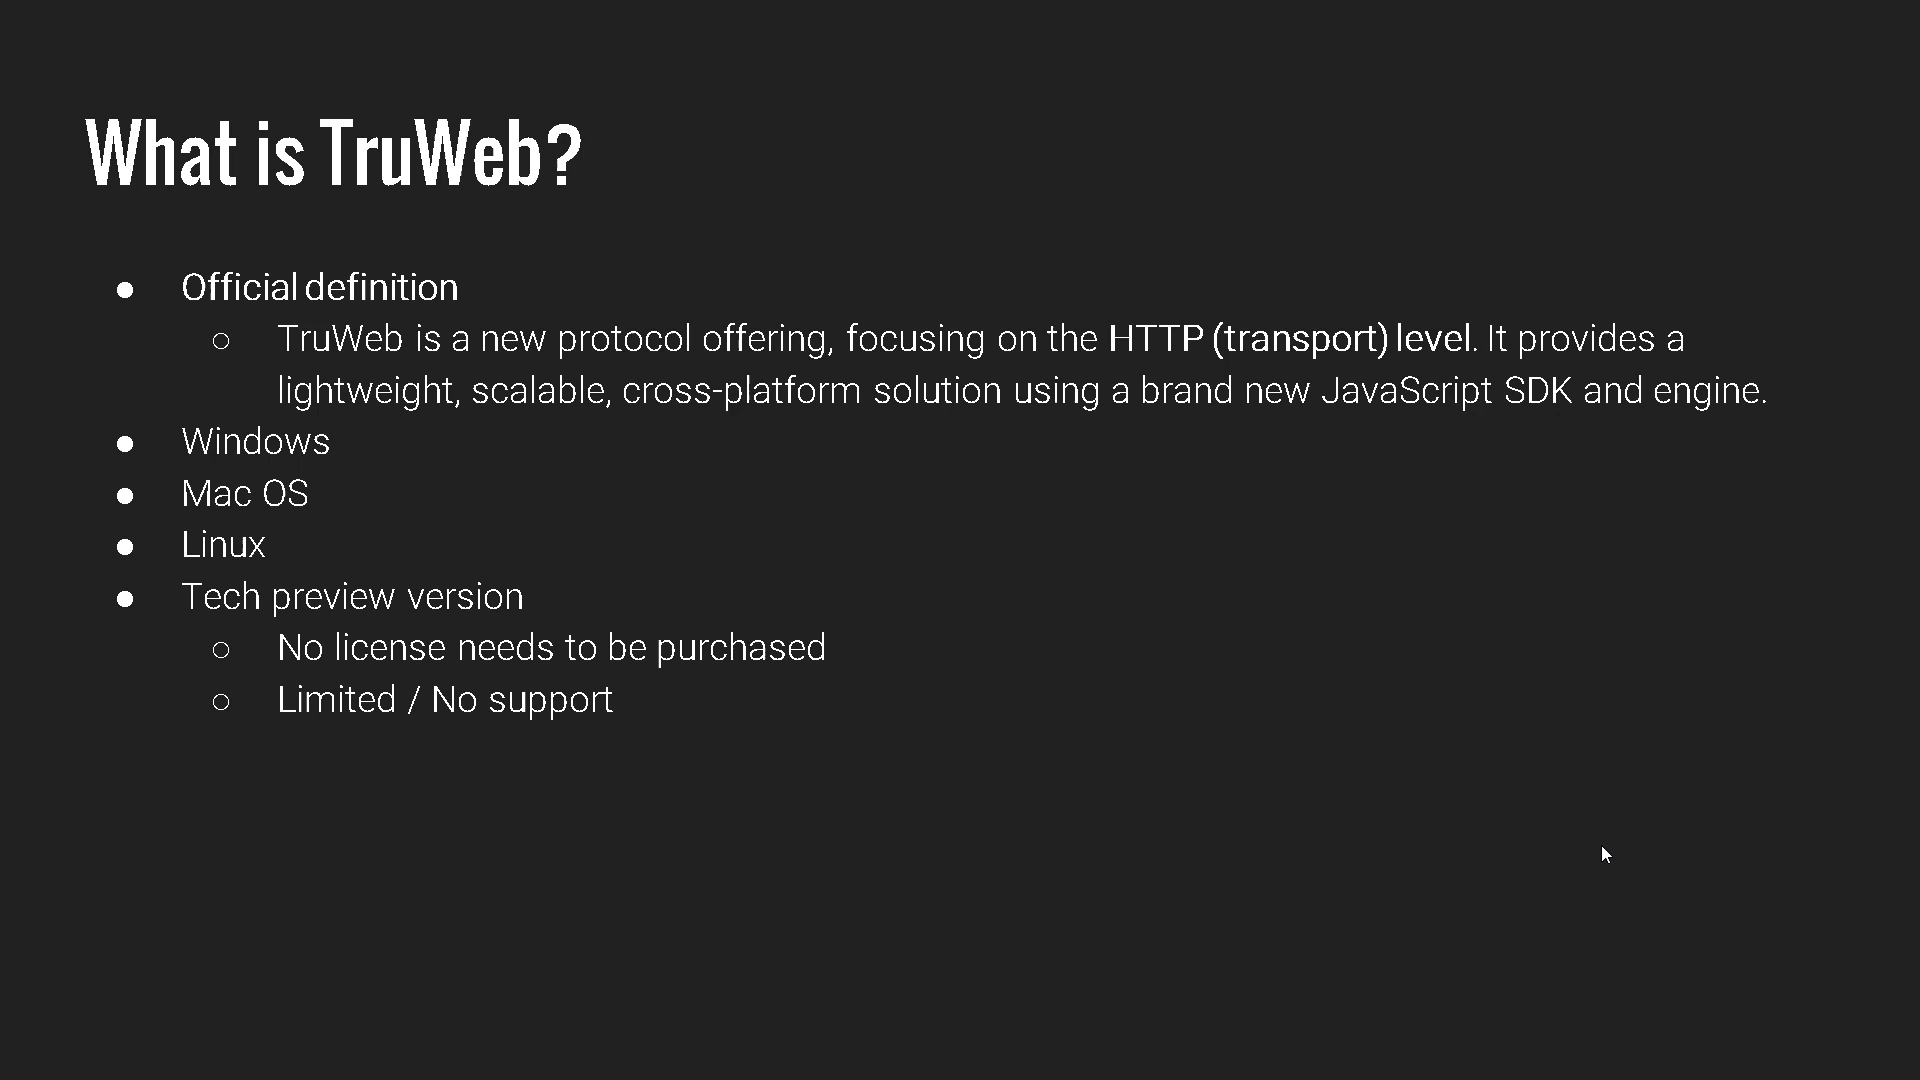 What is TruWeb?
● Official definition
○ TruWeb is a new protocol offering, focusing on the HTTP (transport) level. It provides a
lightweight, scalable, cross-platform solution using a brand new JavaScript SDK and engine.
● Windows
● Mac OS
● Linux
● Tech preview version
○ No license needs to be purchased
○ Limited / No support